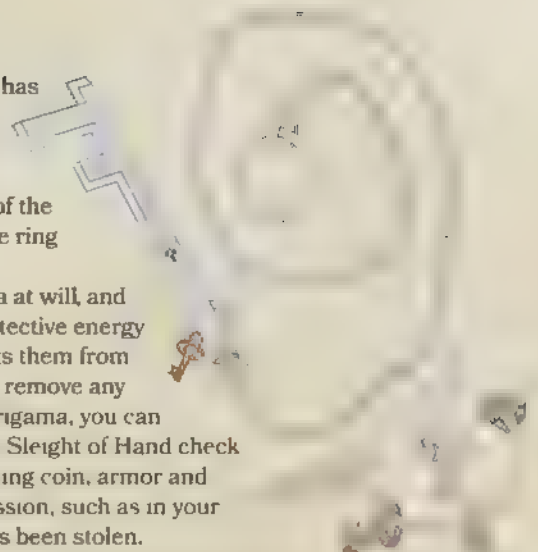 has
of the
e ring
a at will, and
tective energy
ts them from
remove any
rigama, you can
Sleight of Hand check
ing coin, armor and
ssion, such as in your
s been stolen.